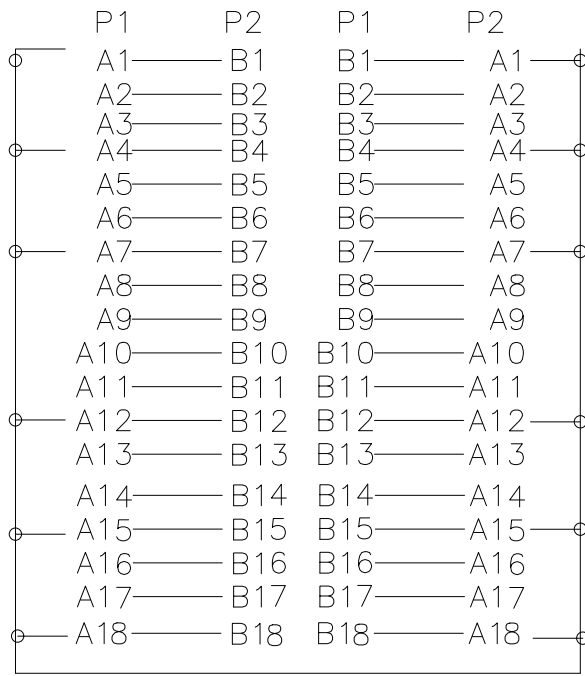 P1 P2 P1 P2
A1 B1 B1 A1
A2 B2 B2 A2
A3 B3 B3 A3
A4 B4 B4 A4
A5 B5 B5 A5
A6 B6 B6 A6
A7 B7 B7 A7
A8 B8 B8 A8
A9 B9 B9 A9
A10 B10 B10 A10
A11 B11 B11 A11
A12 B12 B12 A12
A13 B13 B13 A13
A14 B14 B14 A14
A15 B15 B15 A15
A16 B16 B16 A16
A17 B17 B17 A17
A18 B18 B18 A18